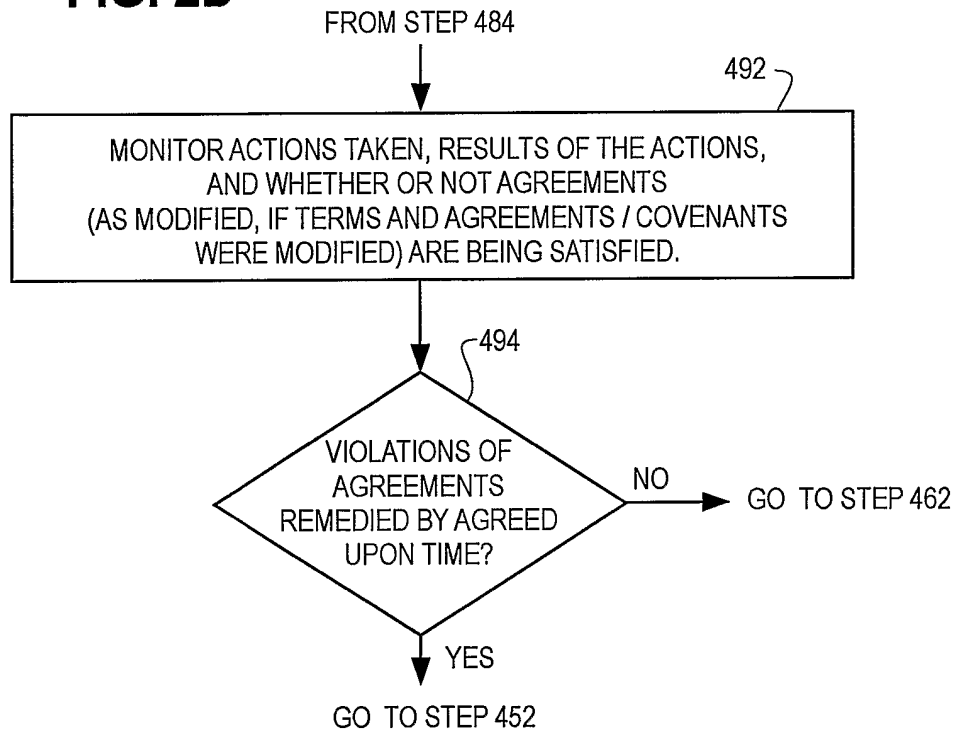 FIG.
FROM STEP 484
492
MONITOR ACTIONS TAKEN, RESULTS OF THE ACTIONS,
AND WHETHER OR NOT AGREEMENTS
(AS MODIFIED, IF TERMS AND AGREEMENTS / COVENANTS
WERE MODIFIED) ARE BEING SATISFIED.
494
VIOLATIONS OF
AGREEMENTS
REMEDIED BY AGREED
UPON TIME?
NO
GO TO STEP 462
YES
GO TO STEP 452